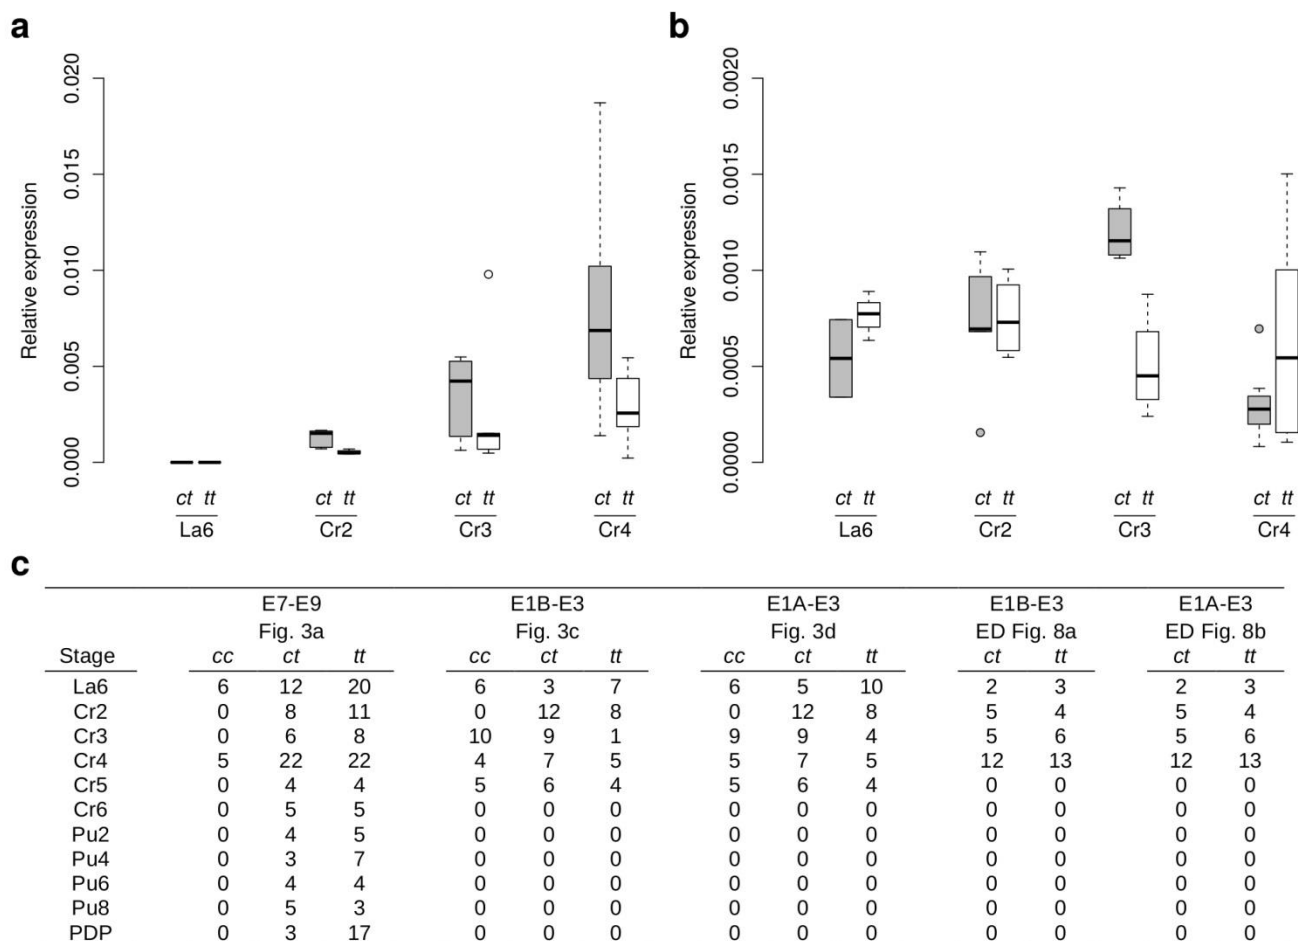 a
Relative expression
0.020
0.015
0.010
0.005
0.000
ct tt ct tt ct tt ct tt
La6 Cr2 Cr3 Cr4
b
Relative expression
0.0020
0.0015
0.0010
0.0005
0.0000
ct tt ct tt ct tt ct tt
La6 Cr2 Cr3 Cr4
c
E7-E9 E1B-E3 E1A-E3 E1B-E3 E1A-E3
Fig. 3a Fig. 3c Fig. 3d ED Fig. 8a ED Fig. 8b
Stage cc ct tt cc ct tt cc ct tt ct tt ct tt
La6 6 12 20 6 3 7 6 5 10 2 3 2 3
Cr2 0 8 11 0 12 8 0 12 8 5 4 5 4
Cr3 0 6 8 10 9 1 9 9 4 5 6 5 6
Cr4 5 22 22 4 7 5 5 7 5 12 13 12 13
Cr5 0 4 4 5 6 4 5 6 4 0 0 0 0
Cr6 0 5 5 0 0 0 0 0 0 0 0 0 0
Pu2 0 4 5 0 0 0 0 0 0 0 0 0 0
Pu4 0 3 7 0 0 0 0 0 0 0 0 0 0
Pu6 0 4 4 0 0 0 0 0 0 0 0 0 0
Pu8 0 5 3 0 0 0 0 0 0 0 0 0 0
PDP 0 3 17 0 0 0 0 0 0 0 0 0 0